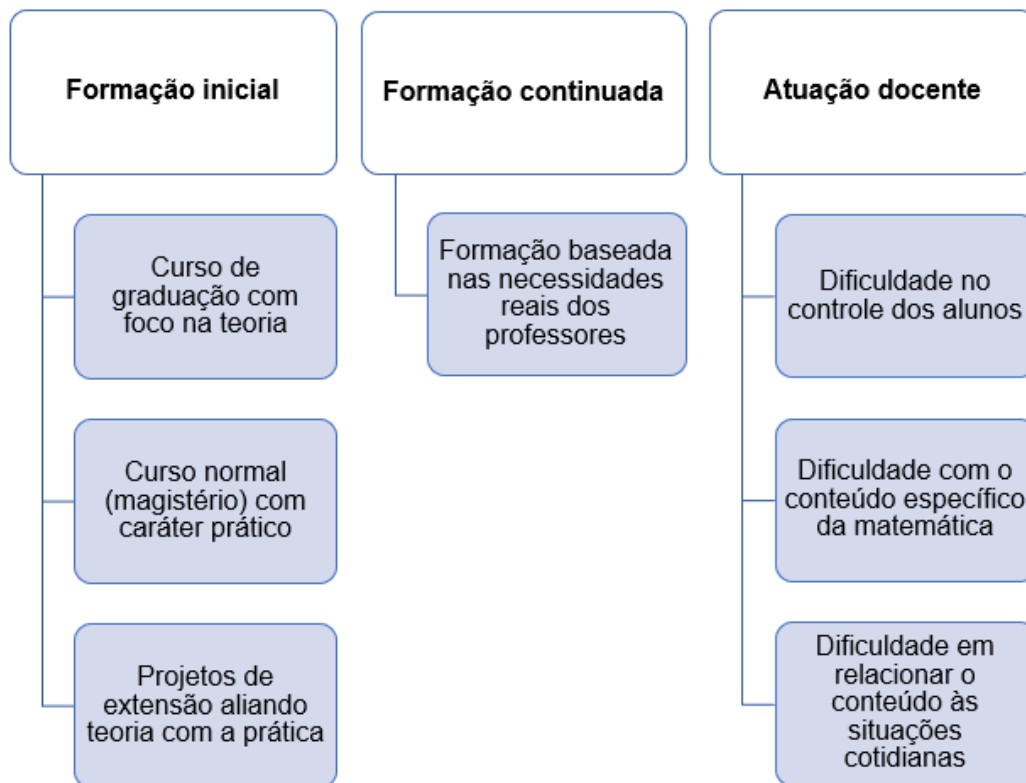 Formação inicial
Curso de
graduação com
foco na teoria
Curso normal
(magistério) com
caráter prático
Projetos de
extensão aliando
teoria com a prática
Formação continuada
Formação baseada
nas necessidades
reais dos
professores
Atuação docente
Dificuldade no
controle dos alunos
Dificuldade com o
conteúdo específico
da matemática
Dificuldade em
relacionar o
conteúdo às
situações
cotidianas